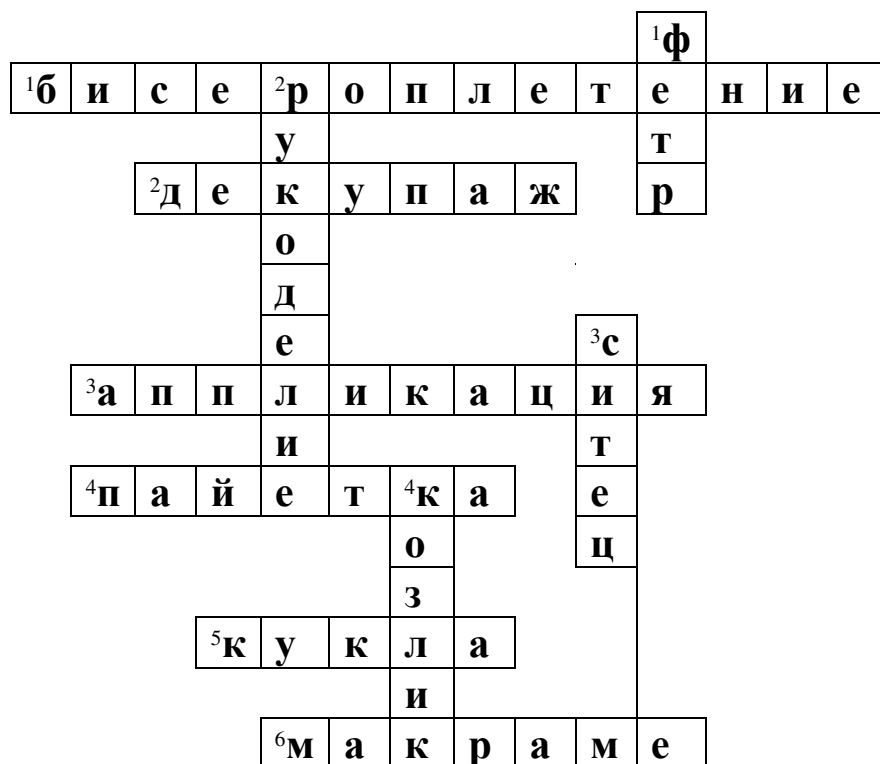 ¹ф
¹б и с е ²р о п л е т е н и е
у т
²д е к у п а ж р
о
д
е ³с
³а п п л и к а ц и я
и т
⁴п а й е т ⁴к а е
о ц
з
⁵к у к л а
и
⁶м а к р а м е